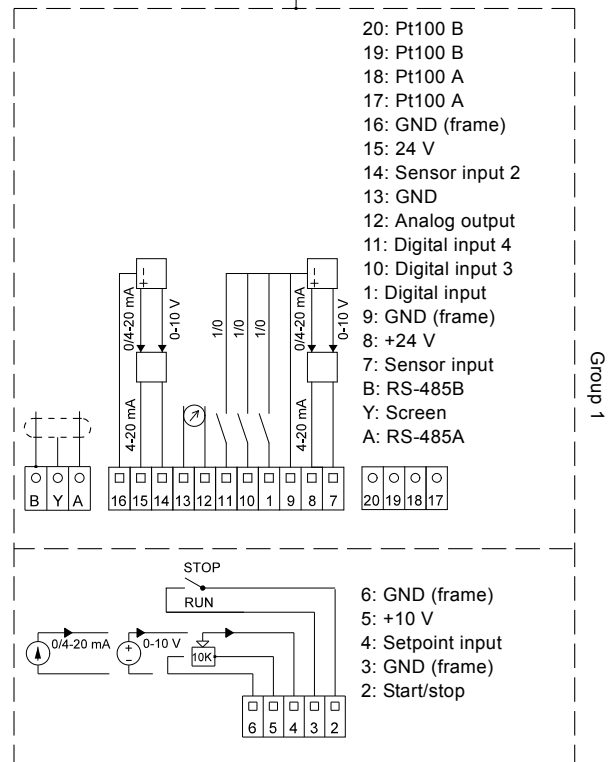 20: Pt100 B
19: Pt100 B
18: Pt100 A
17: Pt100 A
16: GND (frame)
15: 24 V
14: Sensor input 2
13: GND
12: Analog output
11: Digital input 4
10: Digital input 3
1: Digital input
9: GND (frame)
8: +24 V
7: Sensor input
B: RS-485B
Y: Screen
A: RS-485A
Group 1
0/4-20 mA
0-10 V
1/0
1/0
1/0
0/4-20 mA
0-10 V
4-20 mA
4-20 mA
B Y A
16 15 14 13 12 11 10 1 9 8 7
20 19 18 17
STOP
RUN
0/4-20 mA
0-10 V
10K
6: GND (frame)
5: +10 V
4: Setpoint input
3: GND (frame)
2: Start/stop
6 5 4 3 2